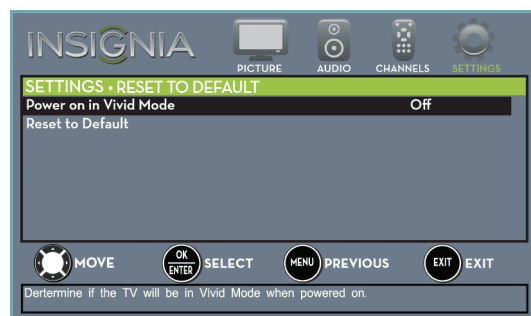 INSIGNIA
PICTURE AUDIO CHANNELS SETTINGS
SETTINGS • RESET TO DEFAULT
Power on in Vivid Mode Off
Reset to Default
MOVE OK ENTER SELECT MENU PREVIOUS EXIT EXIT
Dertermine if the TV will be in Vivid Mode when powered on.